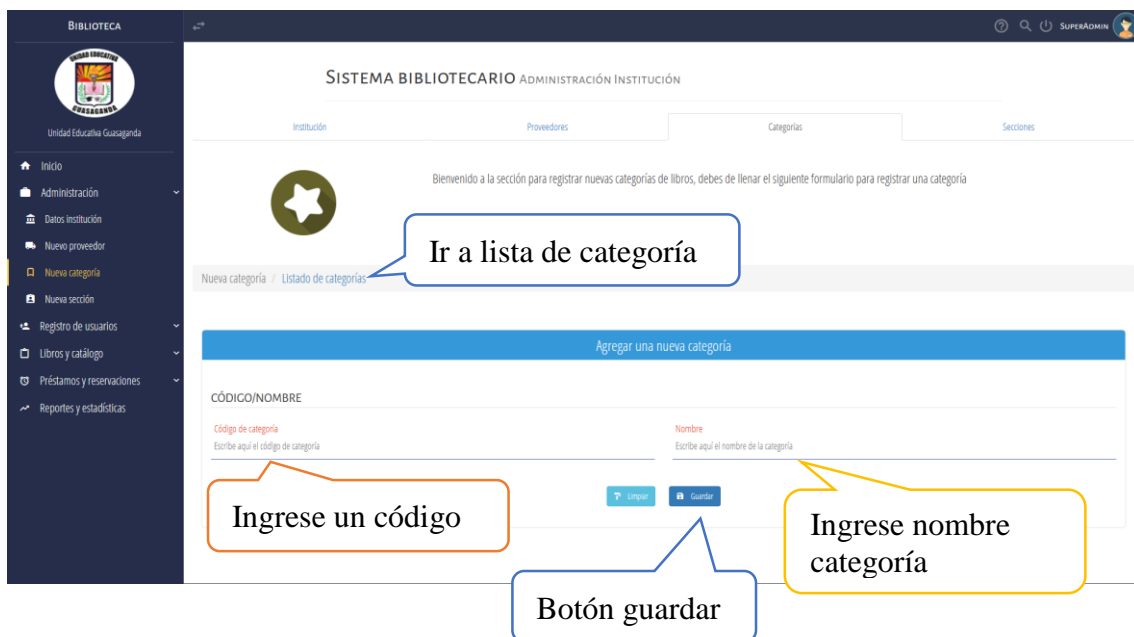 BIBLIOTECA
SUPERADMIN
UNIDAD EDUCATIVA
GUASAGANDA
Unidad Educativa Guasaganda
Inicio
Administración
Datos institución
Nuevo proveedor
Nueva categoría
Nueva sección
Registro de usuarios
Libros y catálogo
Préstamos y reservaciones
Reportes y estadísticas
SISTEMA BIBLIOTECARIO ADMINISTRACIÓN INSTITUCIÓN
Institución Proveedores Categorías Secciones
Bienvenido a la sección para registrar nuevas categorías de libros, debes de llenar el siguiente formulario para registrar una categoría
Ir a lista de categoría
Nueva categoría / Listado de categorías
Agregar una nueva categoría
CÓDIGO/NOMBRE
Código de categoría Nombre
Escribe aquí el código de categoría Escribe aquí el nombre de la categoría
Limpiar Guardar
Ingrese un código
Ingrese nombre
categoría
Botón guardar